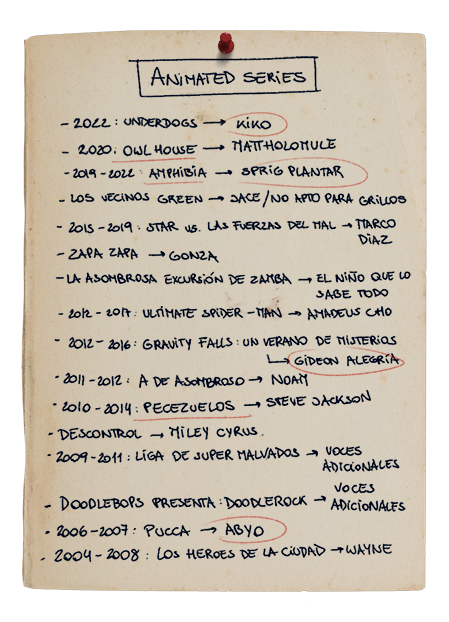 ANIMATED SERIES
- 2022: UNDERDOGS → KIKO
- 2020: OWL HOUSE → MATTHOLOMULE
- 2019-2022: AMPHIBIA → SPRIG PLANTAR
- LOS VECINOS GREEN → JACE/NO APTO PARA GRILLOS
- 2015-2019: STAR VS. LAS FUERZAS DEL MAL → MARCO
DIAZ
- ZAPA ZAPA → GONZA
- LA ASOMBROSA EXCURSIÓN DE ZAMBA → EL NIÑO QUE LO
SABE TODO
- 2012-2017: ULTIMATE SPIDER-MAN → AMADEUS CHO
- 2012-2016: GRAVITY FALLS: UN VERANO DE MISTERIOS
→ GIDEON ALEGRÍA
- 2011-2012: A DE ASOMBROSO → NOAM
- 2010-2014: PECEZUELOS → STEVE JACKSON
- DESCONTROL → MILEY CYRUS.
- 2009-2011: LIGA DE SUPER MALVADOS → VOCES
ADICIONALES
- DOODLEBOPS PRESENTA: DOODLEROCK → VOCES
ADICIONALES
- 2006-2007: PUCCA → ABYO
- 2004-2008: LOS HEROES DE LA CIUDAD → WAYNE